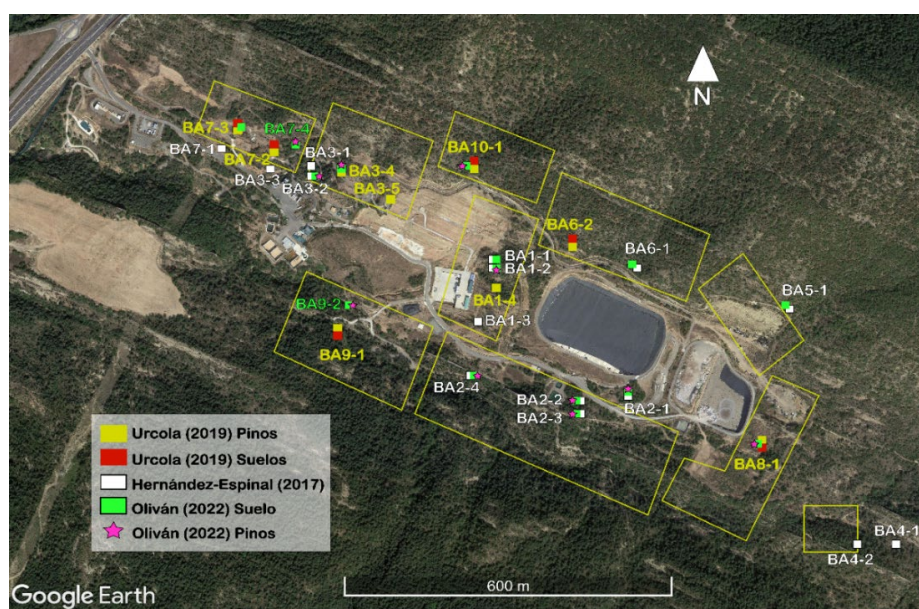 N
BA7-3
BA7-4
BA7-1
BA7-2
BA3-1
BA3-3
BA3-2
BA3-4
BA3-5
BA10-1
BA6-2
BA6-1
BA1-1
BA1-2
BA1-4
BA1-3
BA5-1
BA9-2
BA9-1
BA2-4
BA2-2
BA2-3
BA2-1
BA8-1
BA4-1
BA4-2
Urcola (2019) Pinos
Urcola (2019) Suelos
Hernández-Espinal (2017)
Oliván (2022) Suelo
Oliván (2022) Pinos
600 m
Google Earth